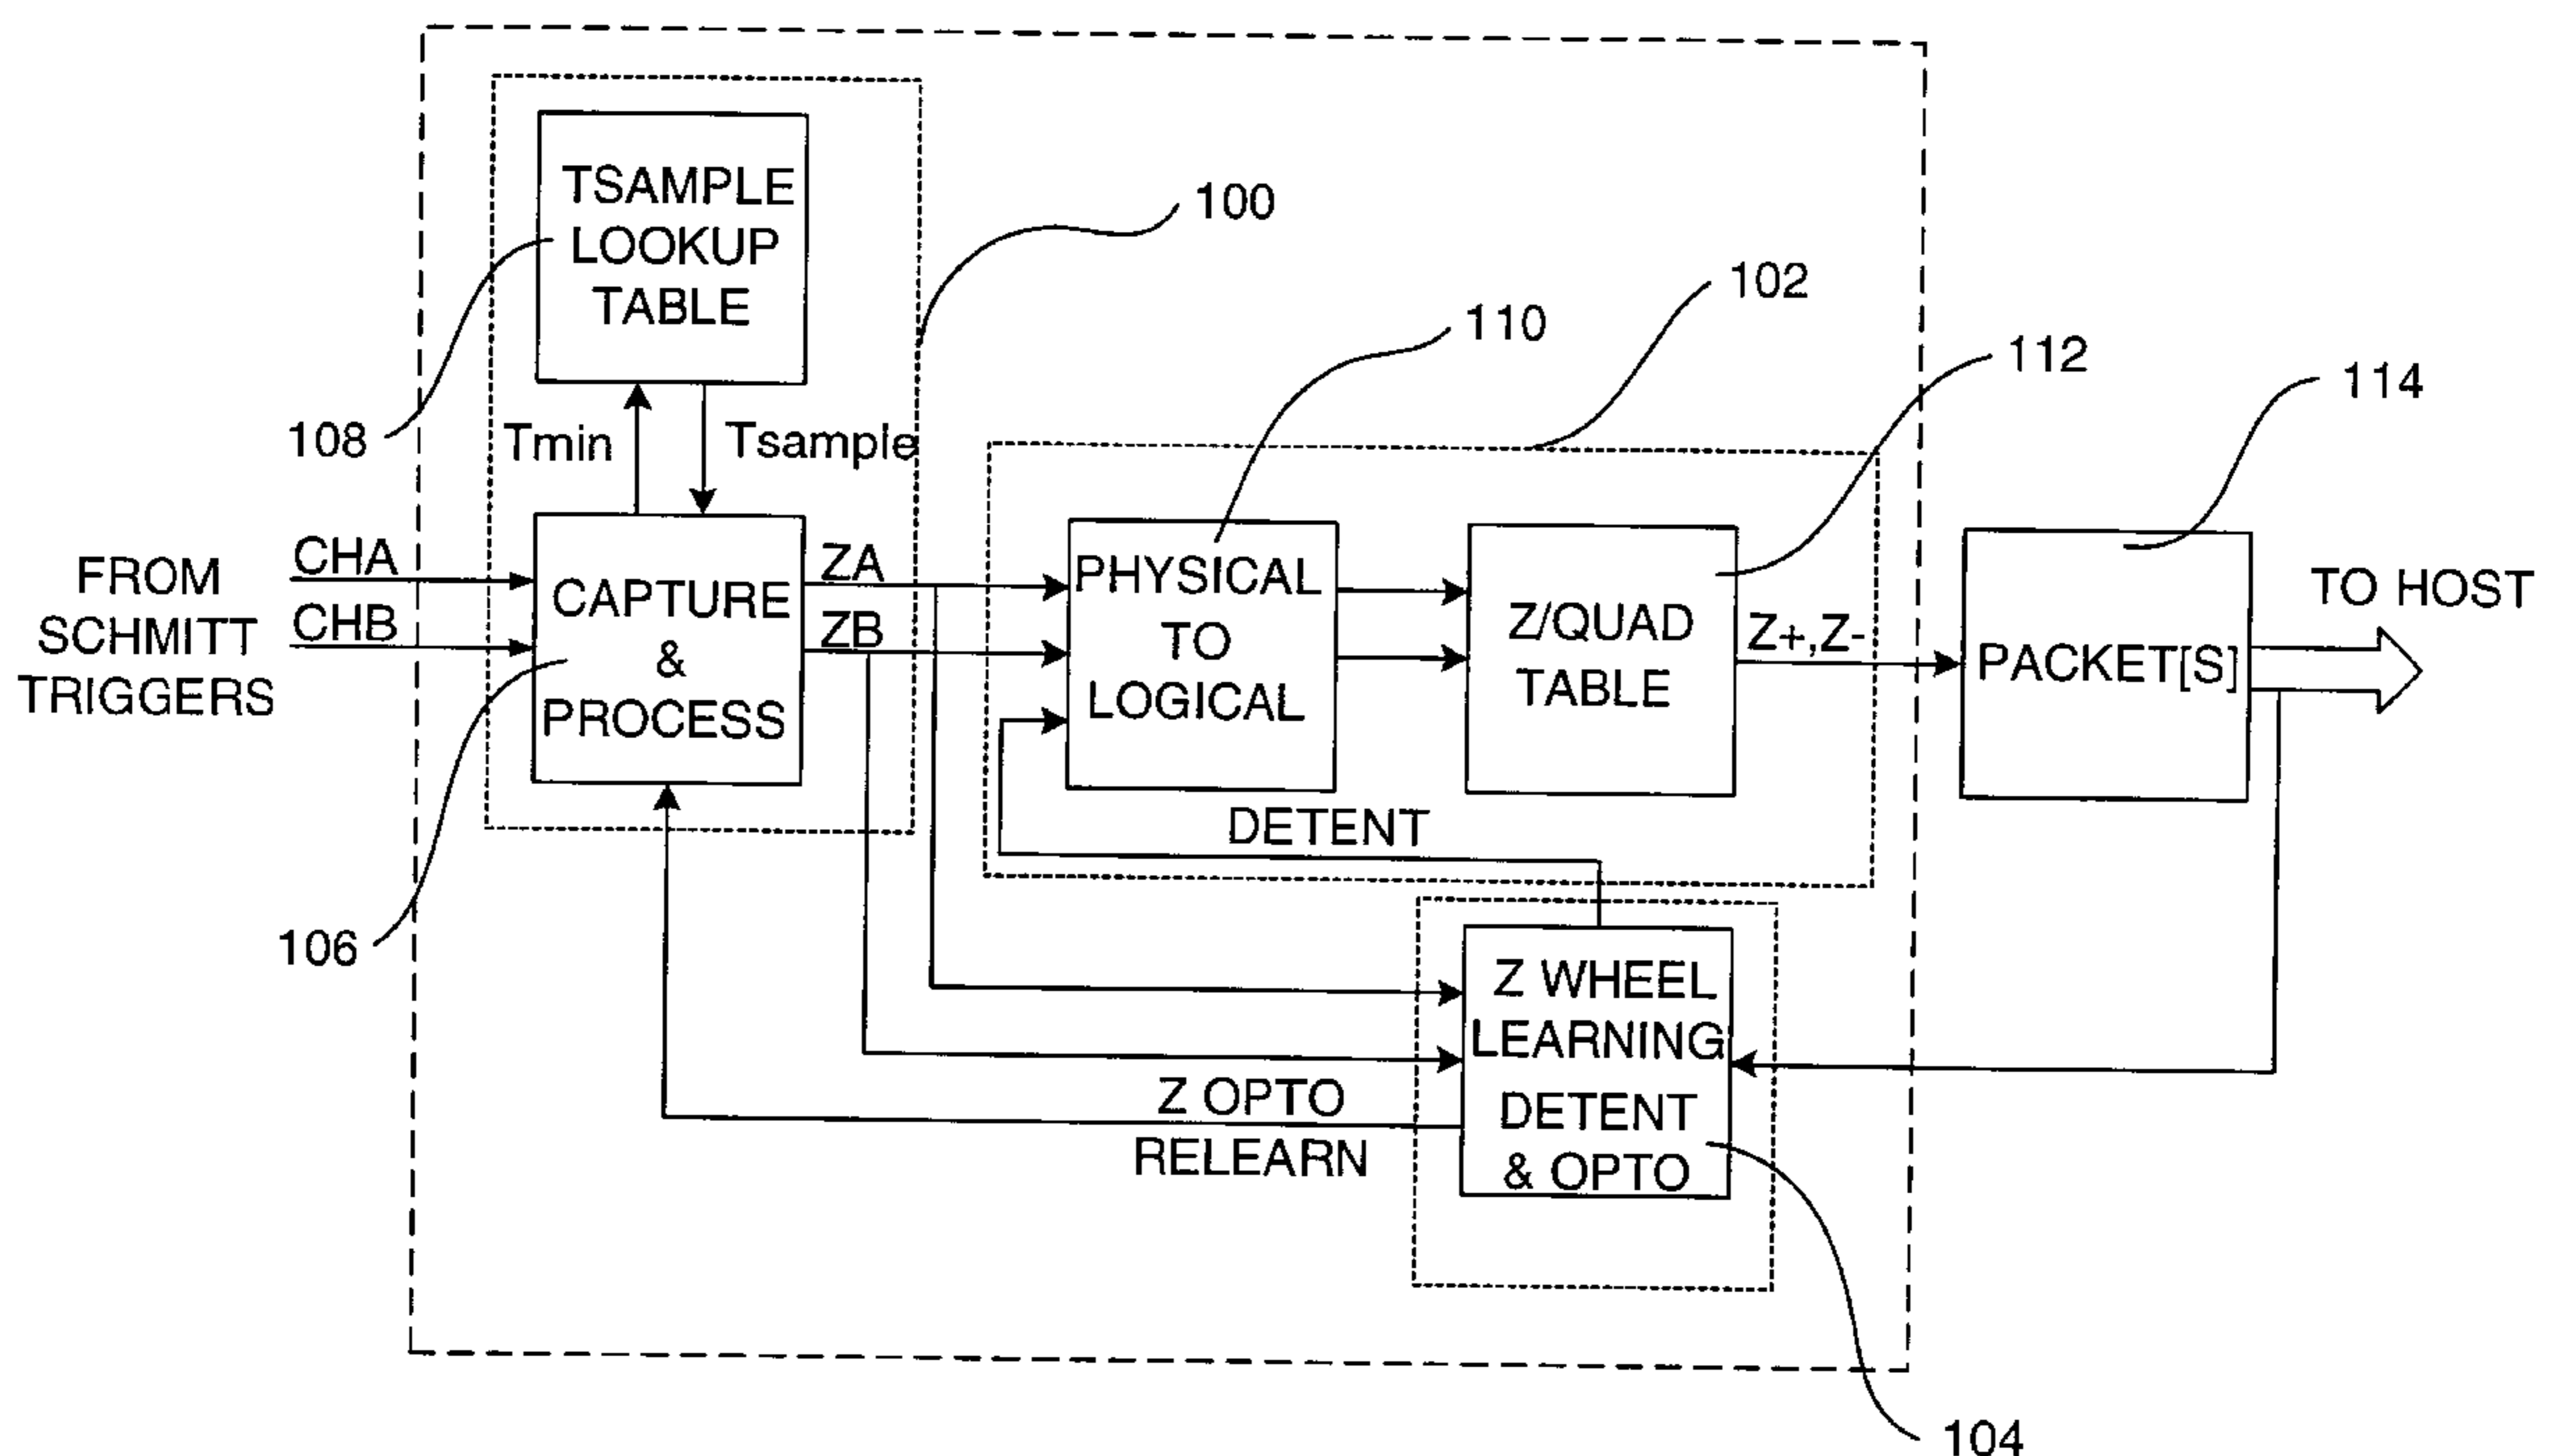 TSAMPLE
LOOKUP
TABLE
100
102
110
112
114
108
Tmin
Tsample
FROM
SCHMITT
TRIGGERS
CHA
CHB
CAPTURE
&
PROCESS
ZA
ZB
PHYSICAL
TO
LOGICAL
Z/QUAD
TABLE
Z+,Z-
PACKET[S]
TO HOST
DETENT
106
Z WHEEL
LEARNING
DETENT
& OPTO
Z OPTO
RELEARN
104